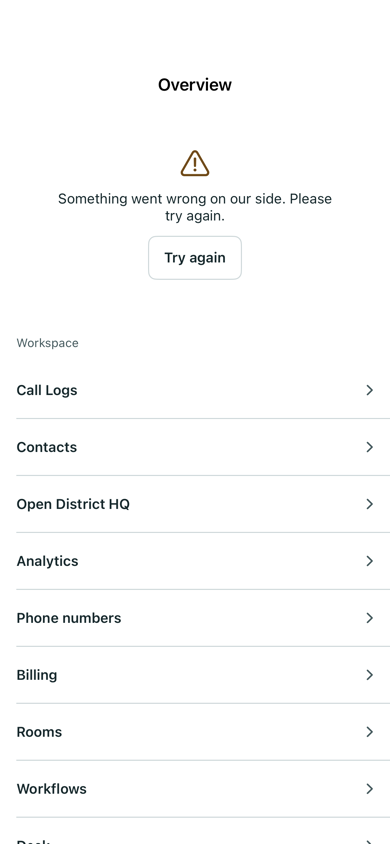 Overview
Something went wrong on our side. Please
try again.
Try again
Workspace
Call Logs
Contacts
Open District HQ
Analytics
Phone numbers
Billing
Rooms
Workflows